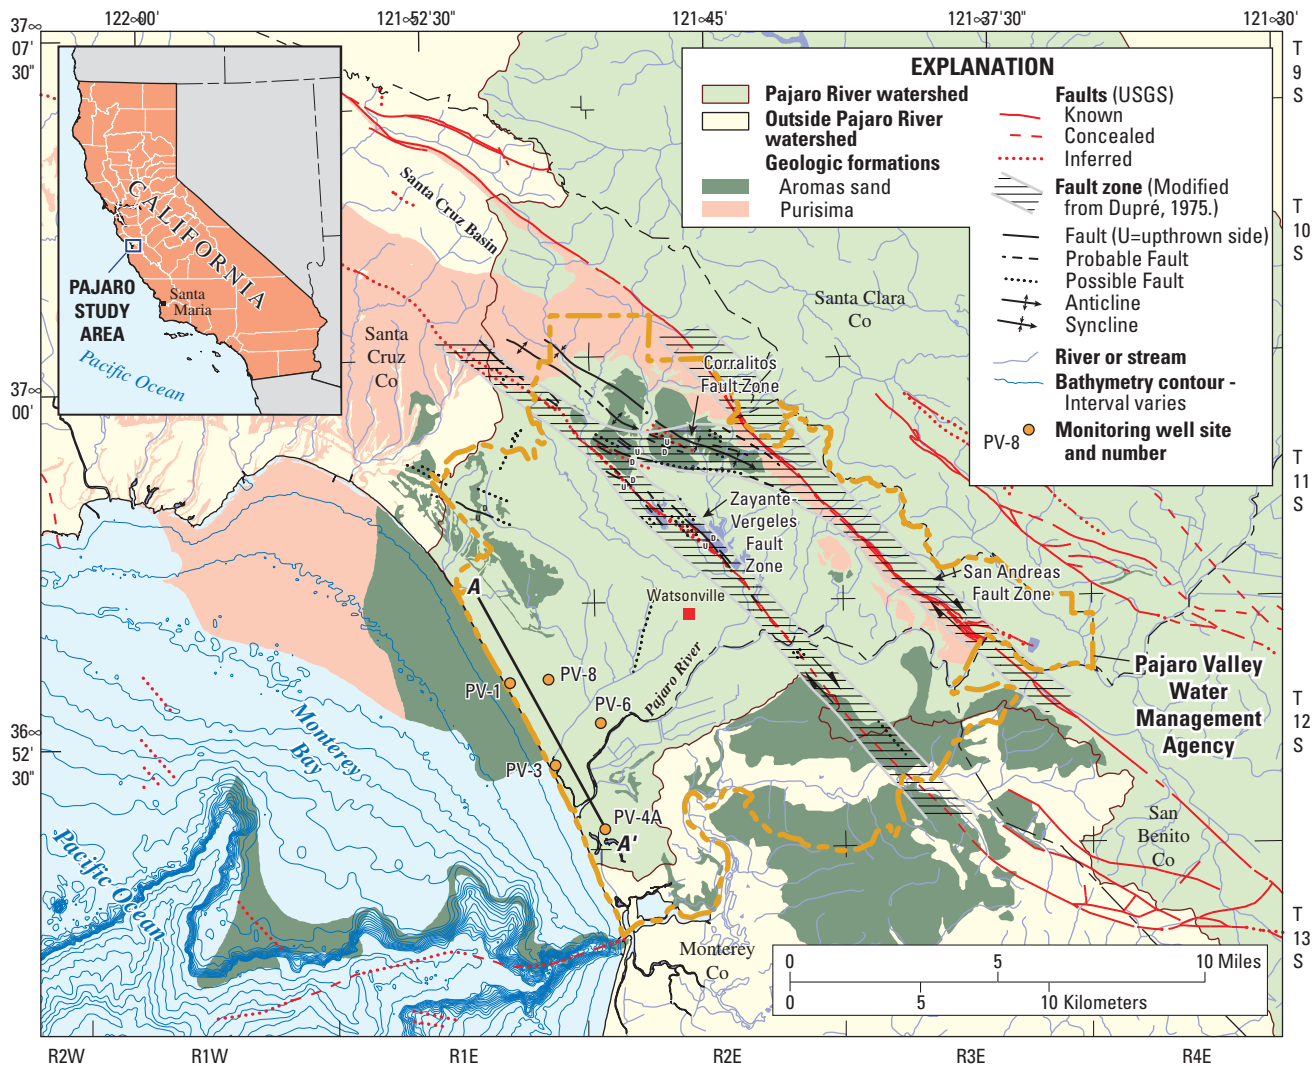 122°00'
121°52'30"
121°45'
121°37'30"
121°30'
37∞
07'
30"
37∞
00'
36∞
52'
30"
T
9
S
T
10
S
T
11
S
T
12
S
T
13
S
R2W
R1W
R1E
R2E
R3E
R4E
CALIFORNIA
PAJARO
STUDY
AREA
Santa
Maria
Pacific Ocean
EXPLANATION
Pajaro River watershed
Outside Pajaro River
watershed
Geologic formations
Aromas sand
Purisima
Faults (USGS)
Known
Concealed
Inferred
Fault zone (Modified
from Dupré, 1975.)
Fault (U=upthrown side)
Probable Fault
Possible Fault
Anticline
Syncline
River or stream
Bathymetry contour -
Interval varies
PV-8
Monitoring well site
and number
1
Santa Cruz Basin
Santa
Cruz
Co
Santa Clara
Co
Corralitos
Fault Zone
U
D
U
D
D
U
Zayante-
Vergeles
Fault
Zone
D
U
San Andreas
Fault Zone
A
Watsonville
Pajaro River
PV-1
PV-8
PV-6
PV-3
PV-4A
A'
Pajaro Valley
Water
Management
Agency
Monterey
Bay
Pacific Ocean
San
Benito
Co
Monterey
Co
0
5
10 Miles
0
5
10 Kilometers